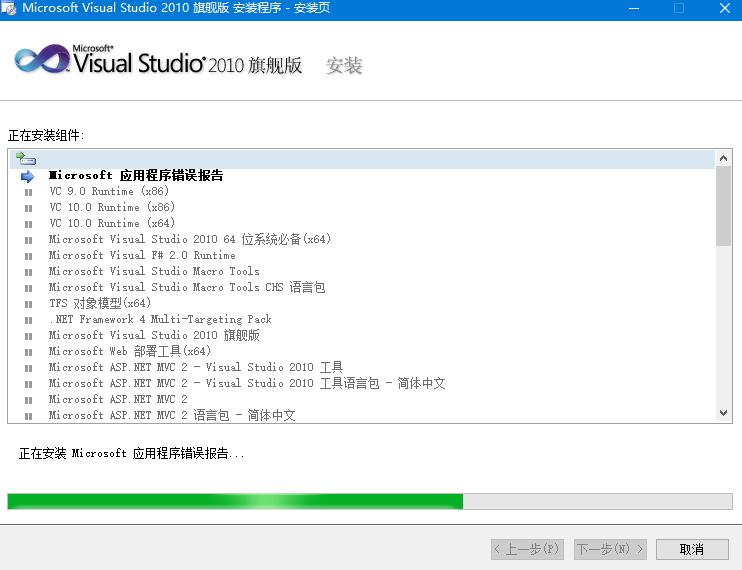 Microsoft Visual Studio 2010 旗舰版 安装程序 - 安装页
Microsoft®
Visual Studio® 2010 旗舰版 安装
正在安装组件:
Microsoft 应用程序错误报告
VC 9.0 Runtime (x86)
VC 10.0 Runtime (x86)
VC 10.0 Runtime (x64)
Microsoft Visual Studio 2010 64 位系统必备(x64)
Microsoft Visual F# 2.0 Runtime
Microsoft Visual Studio Macro Tools
Microsoft Visual Studio Macro Tools CHS 语言包
TFS 对象模型(x64)
.NET Framework 4 Multi-Targeting Pack
Microsoft Visual Studio 2010 旗舰版
Microsoft Web 部署工具(x64)
Microsoft ASP.NET MVC 2 - Visual Studio 2010 工具
Microsoft ASP.NET MVC 2 - Visual Studio 2010 工具语言包 - 简体中文
Microsoft ASP.NET MVC 2
Microsoft ASP.NET MVC 2 语言包 - 简体中文
正在安装 Microsoft 应用程序错误报告...
< 上一步(P) 下一步(N) > 取消